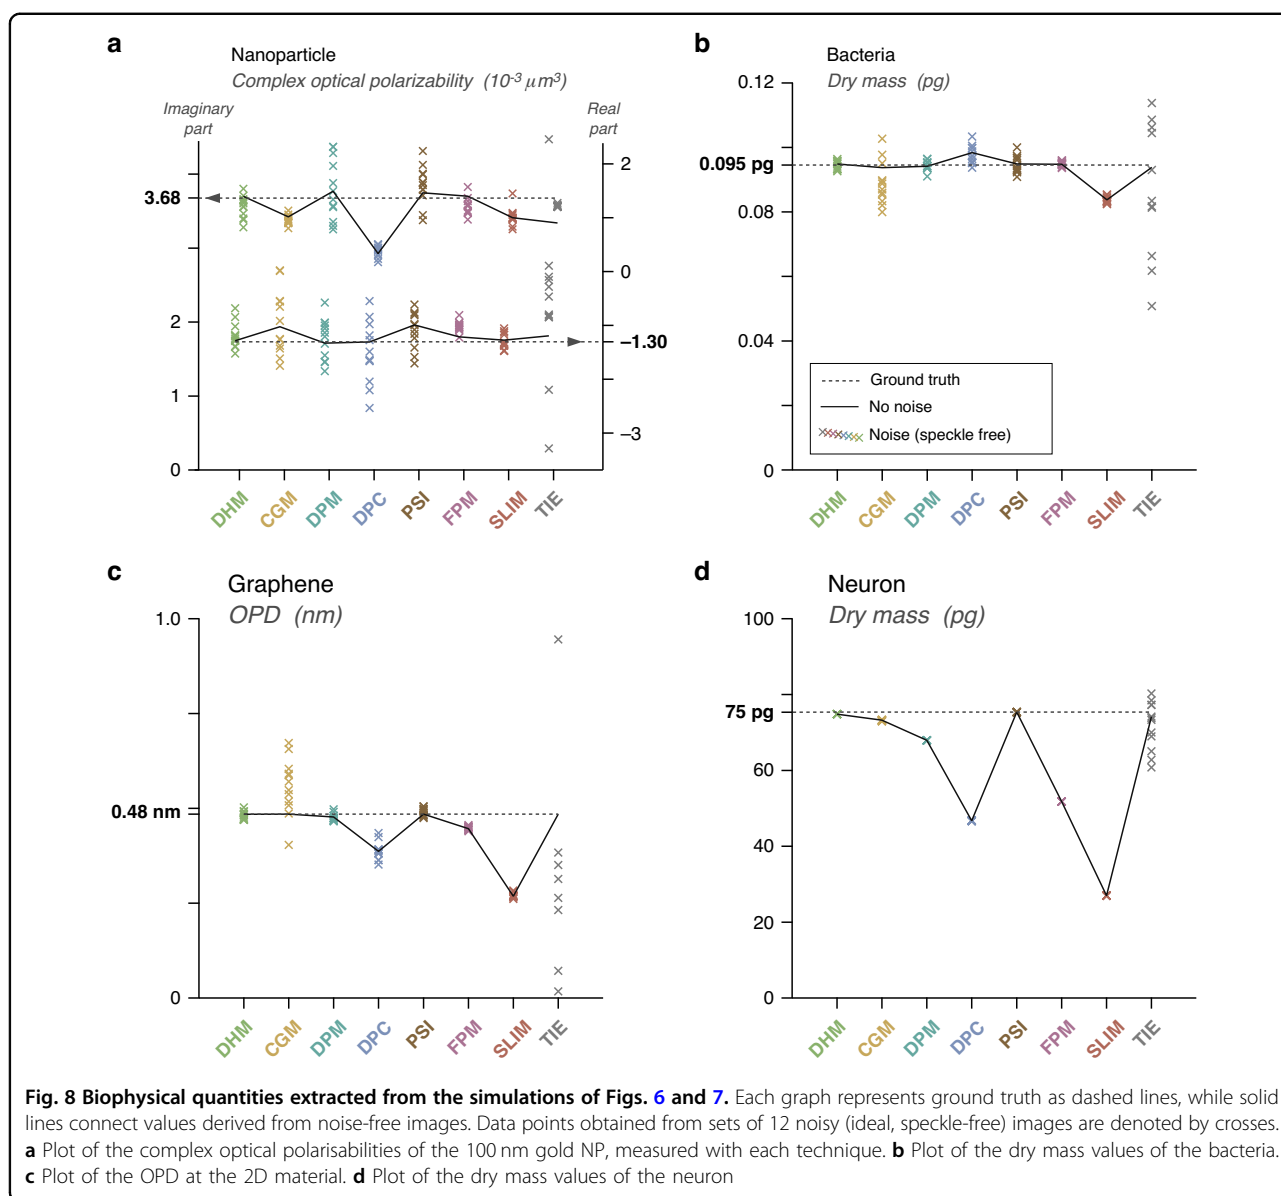 a
Nanoparticle
Complex optical polarizability (10-3 μm3)
Imaginary
part
Real
part
3.68
2
1
0
2
0
−1.30
−3
DHM
CGM
DPM
DPC
PSI
FPM
SLIM
TIE
b
Bacteria
Dry mass (pg)
0.12
0.095 pg
0.08
0.04
0
Ground truth
No noise
Noise (speckle free)
DHM
CGM
DPM
DPC
PSI
FPM
SLIM
TIE
c
Graphene
OPD (nm)
1.0
0.48 nm
0
DHM
CGM
DPM
DPC
PSI
FPM
SLIM
TIE
d
Neuron
Dry mass (pg)
100
75 pg
60
40
20
0
DHM
CGM
DPM
DPC
PSI
FPM
SLIM
TIE
Fig. 8 Biophysical quantities extracted from the simulations of Figs. 6 and 7. Each graph represents ground truth as dashed lines, while solid
lines connect values derived from noise-free images. Data points obtained from sets of 12 noisy (ideal, speckle-free) images are denoted by crosses.
a Plot of the complex optical polarisabilities of the 100 nm gold NP, measured with each technique. b Plot of the dry mass values of the bacteria.
c Plot of the OPD at the 2D material. d Plot of the dry mass values of the neuron